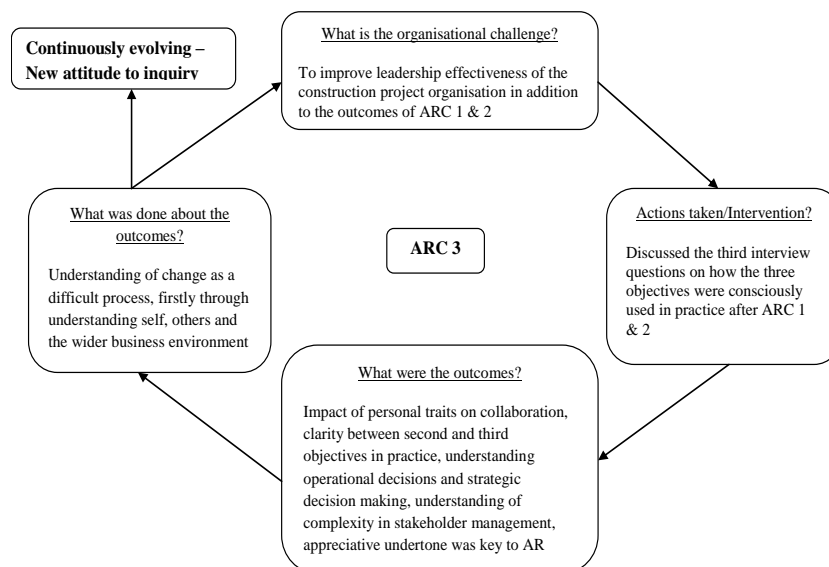 Continuously evolving –
New attitude to inquiry
What is the organisational challenge?
To improve leadership effectiveness of the
construction project organisation in addition
to the outcomes of ARC 1 & 2
Actions taken/Intervention?
Discussed the third interview
questions on how the three
objectives were consciously
used in practice after ARC 1
& 2
What were the outcomes?
Impact of personal traits on collaboration,
clarity between second and third
objectives in practice, understanding
operational decisions and strategic
decision making, understanding of
complexity in stakeholder management,
appreciative undertone was key to AR
What was done about the
outcomes?
Understanding of change as a
difficult process, firstly through
understanding self, others and
the wider business environment
ARC 3